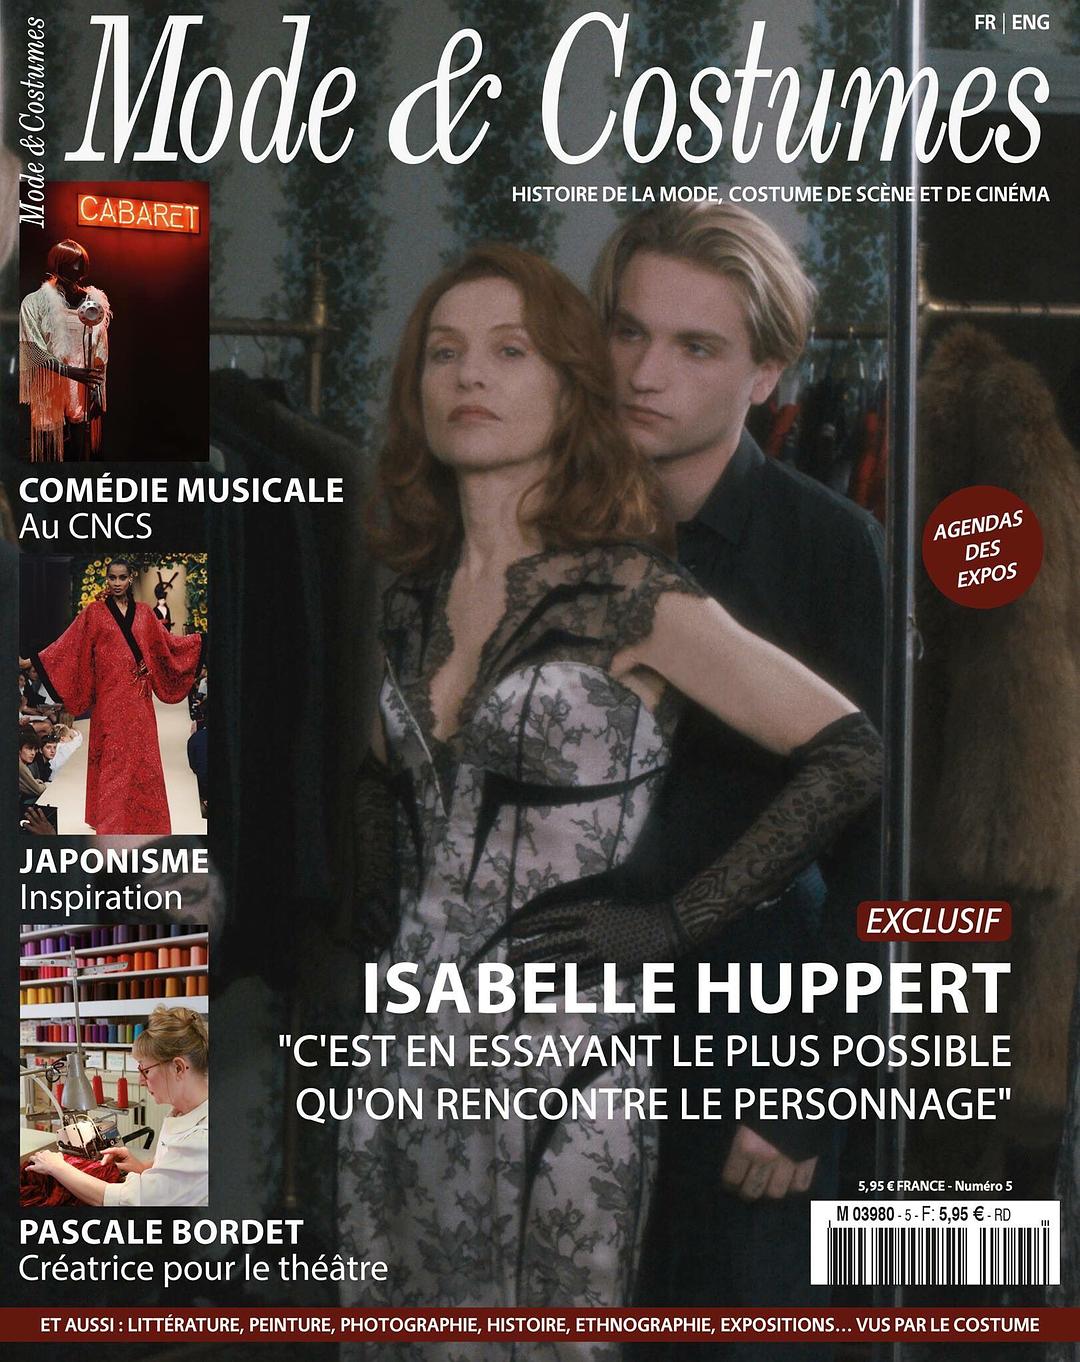 FR | ENG
Mode & Costumes
Mode & Costumes
HISTOIRE DE LA MODE, COSTUME DE SCÈNE ET DE CINÉMA
CABARET
COMÉDIE MUSICALE
Au CNCS
AGENDAS
DES
EXPOS
JAPONISME
Inspiration
EXCLUSIF
ISABELLE HUPPERT
"C'EST EN ESSAYANT LE PLUS POSSIBLE
QU'ON RENCONTRE LE PERSONNAGE"
PASCALE BORDET
Créatrice pour le théâtre
5,95 € FRANCE - Numéro 5
M 03980 - 5 - F: 5,95 € - RD
ET AUSSI : LITTÉRATURE, PEINTURE, PHOTOGRAPHIE, HISTOIRE, ETHNOGRAPHIE, EXPOSITIONS... VUS PAR LE COSTUME